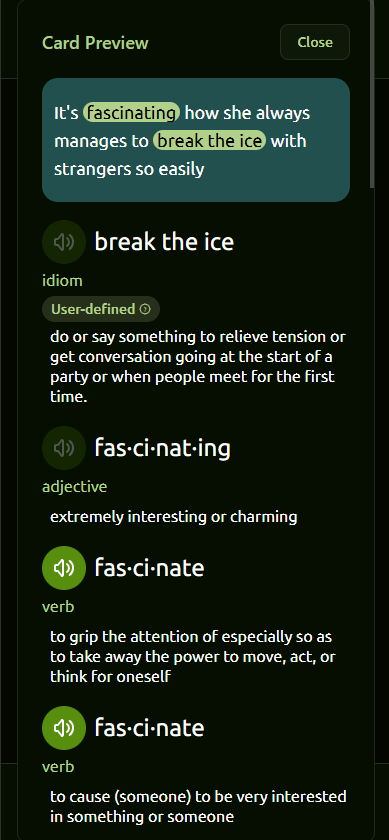 Card Preview
Close
It's fascinating how she always
manages to break the ice with
strangers so easily
break the ice
idiom
User-defined
do or say something to relieve tension or
get conversation going at the start of a
party or when people meet for the first
time.
fas·ci·nat·ing
adjective
extremely interesting or charming
fas·ci·nate
verb
to grip the attention of especially so as
to take away the power to move, act, or
think for oneself
fas·ci·nate
verb
to cause (someone) to be very interested
in something or someone